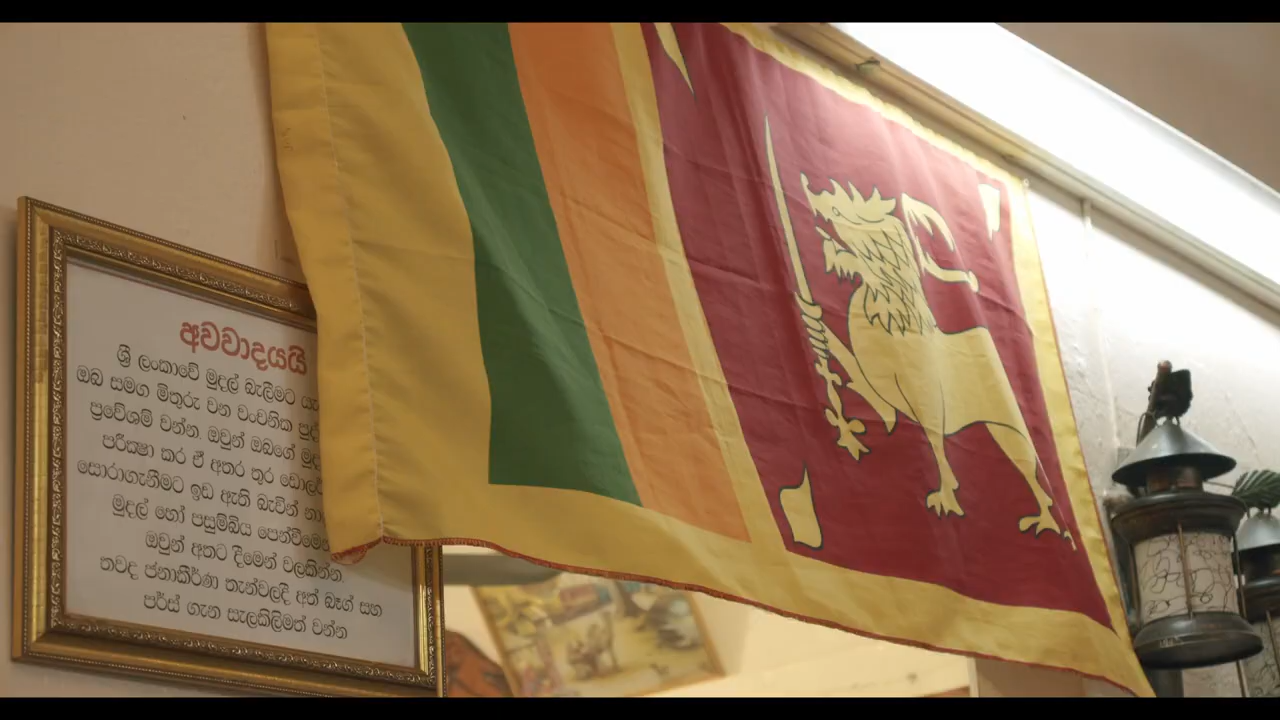 අවවාදයයි
ශ්‍රී ලංකාවේ මුදල් බැලීමට
ඔබ සමග මිතුරු වන වංචනික
ප්‍රවේශම් වන්න. ඔවුන් ඔබගේ
පරීක්‍ෂා කර ඒ අතර තුර
සොරාගැනීමට ඉඩ ඇති බැවින්
මුදල් හෝ පසුම්බිය
ඔවුන් අතට දීමෙන් වලකින්න.
තවද ජනාකීර්ණ තැන්වලදී අත් බෑග් සහ
පර්ස් ගැන සැලකිලිමත් වන්න